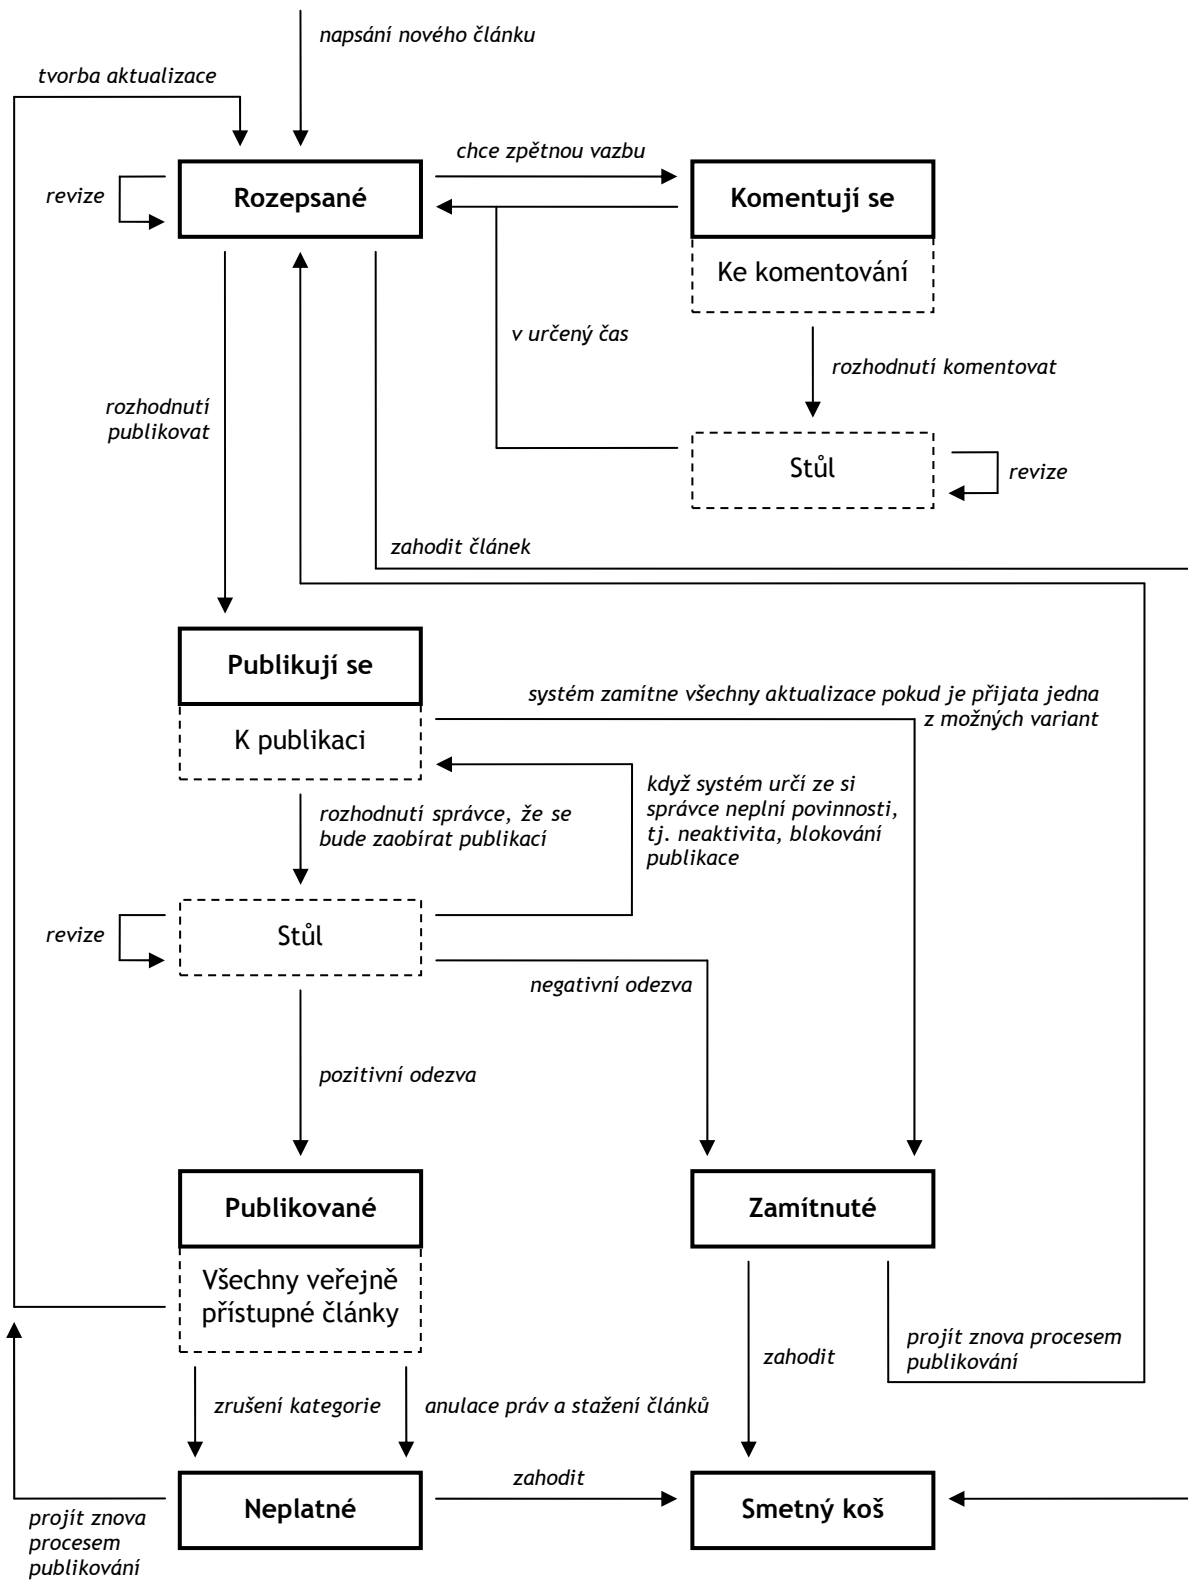 napsání nového článku
tvorba aktualizace
chce zpětnou vazbu
revize
Rozepsané
Komentují se
Ke komentování
v určený čas
rozhodnutí komentovat
rozhodnutí
publikovat
Stůl
revize
zahodit článek
Publikují se
systém zamítne všechny aktualizace pokud je přijata jedna
z možných variant
K publikaci
rozhodnutí správce, že se
bude zaobírat publikací
když systém určí ze si
správce neplní povinnosti,
tj. neaktivita, blokování
publikace
revize
Stůl
negativní odezva
pozitivní odezva
Publikované
Zamítnuté
Všechny veřejně
přístupné články
zahodit
projít znova procesem
publikování
zrušení kategorie
anulace práv a stažení článků
zahodit
Neplatné
Smetný koš
projít znova
procesem
publikování